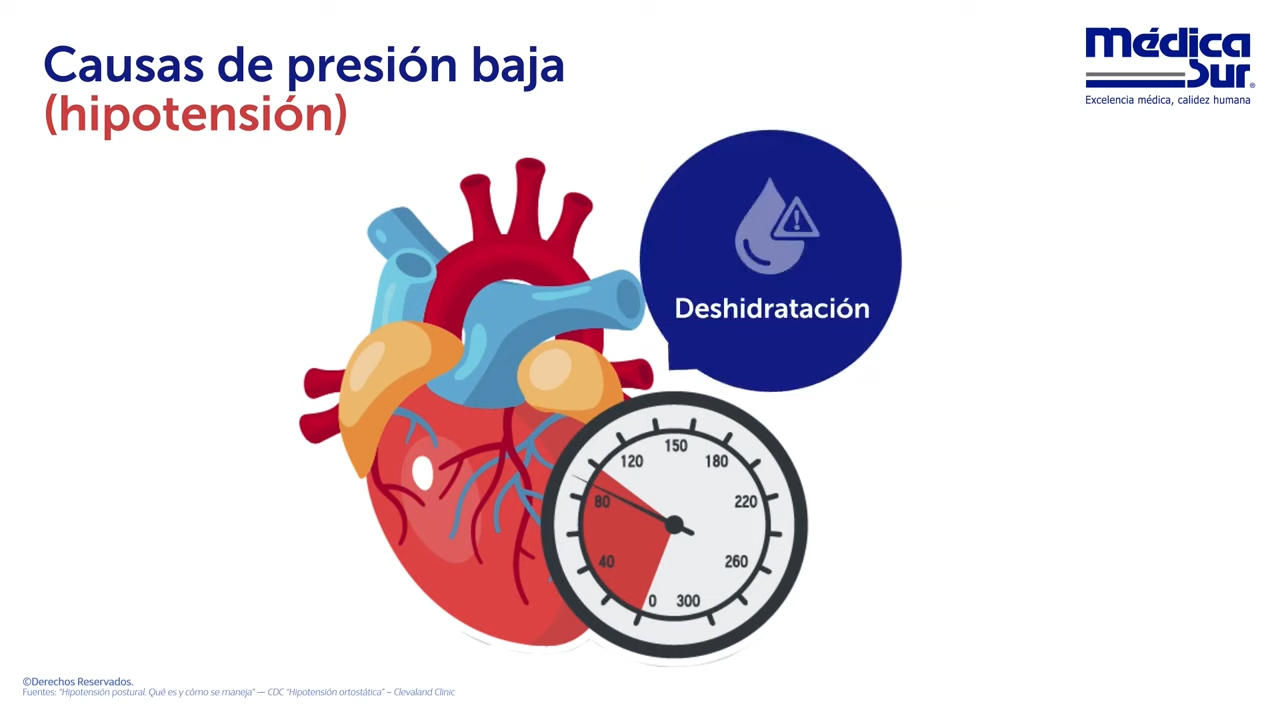 Causas de presión baja
(hipotensión)
Médica
Sur®
Excelencia médica, calidez humana
Deshidratación
150
120
180
80
220
40
260
0
300
©Derechos Reservados.
Fuentes: "Hipotensión postural. Qué es y cómo se maneja" — CDC "Hipotensión ortostática" – Clevaland Clinic